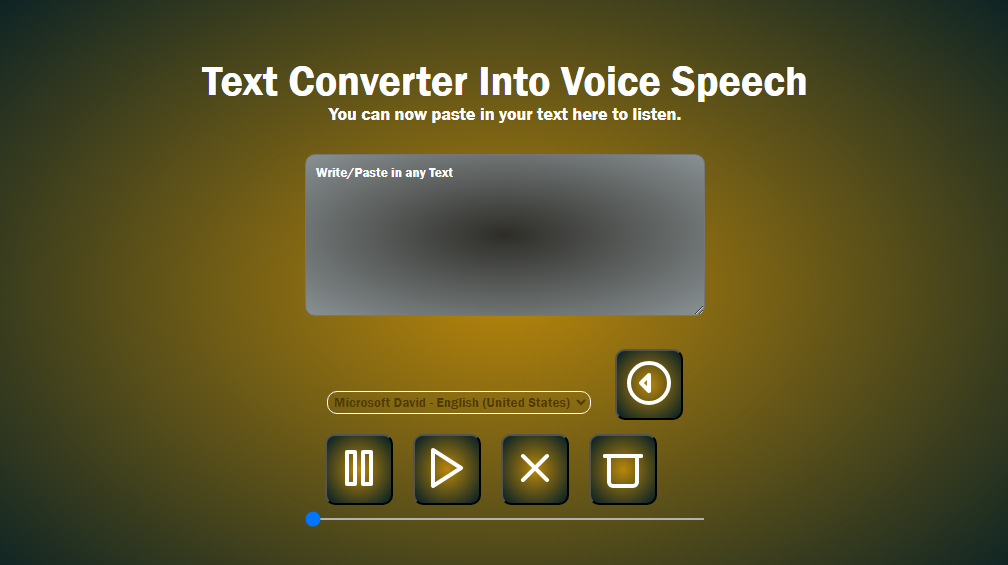 Text Converter Into Voice Speech
You can now paste in your text here to listen.
Write/Paste in any Text
Microsoft David - English (United States)